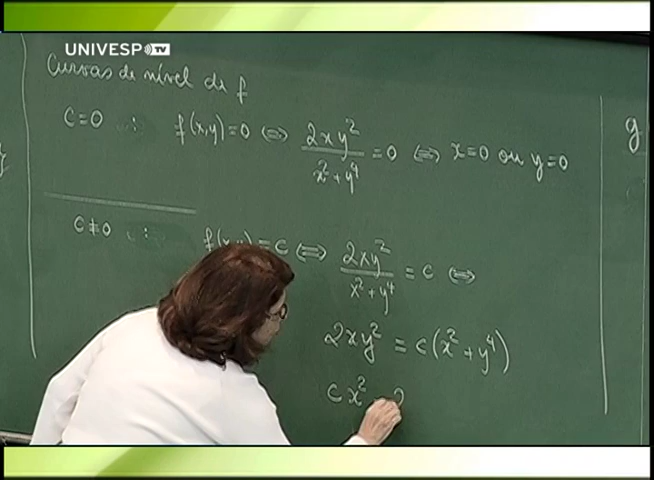 UNIVESP TV
Curvas de nível de f
C=0 : f(x,y)=0 ⟺ 2xy²/(x²+y⁴) = 0 ⟺ x=0 ou y=0
g
C≠0 : f(x,y) = C ⟺ 2xy²/(x²+y⁴) = C ⟺
2xy² = C(x²+y⁴)
Cx² - 2